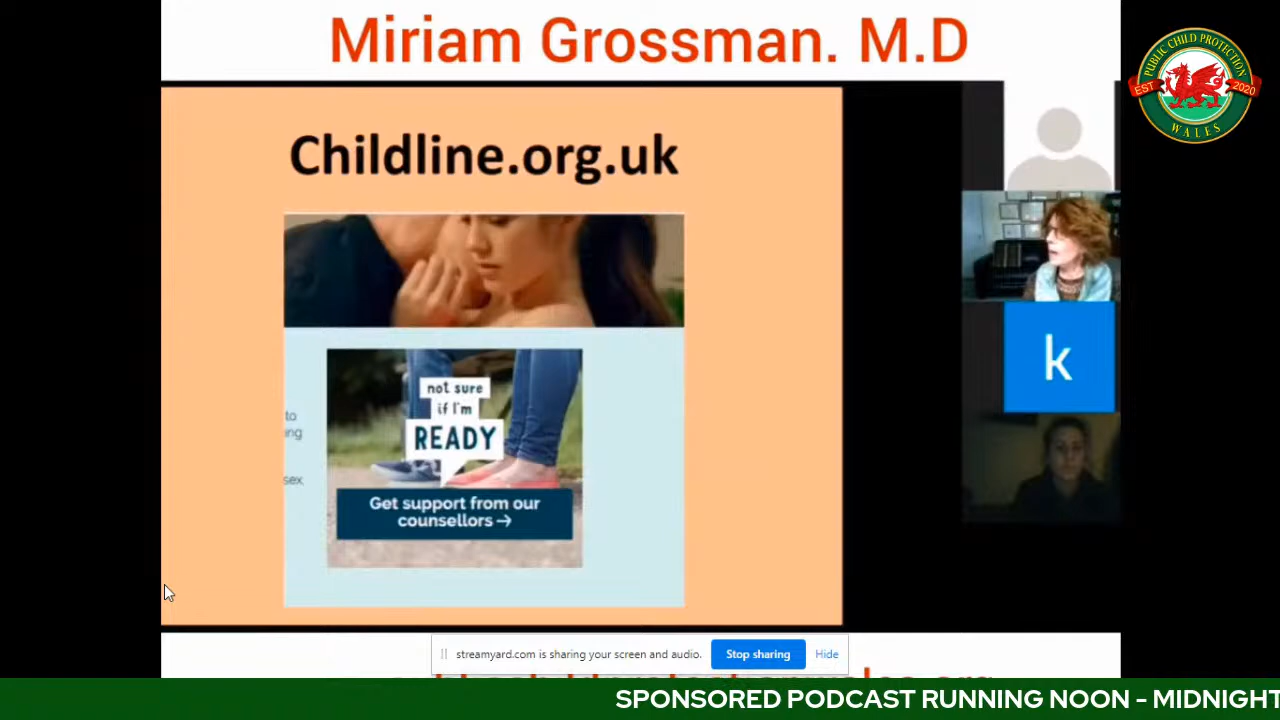 Miriam Grossman. M.D
PUBLIC CHILD PROTECTION
EST 2020
WALES
Childline.org.uk
to
ing
sex
not sure
if I'm
READY
Get support from our
counsellors →
k
streamyard.com is sharing your screen and audio.
Stop sharing
Hide
SPONSORED PODCAST RUNNING NOON - MIDNIGHT